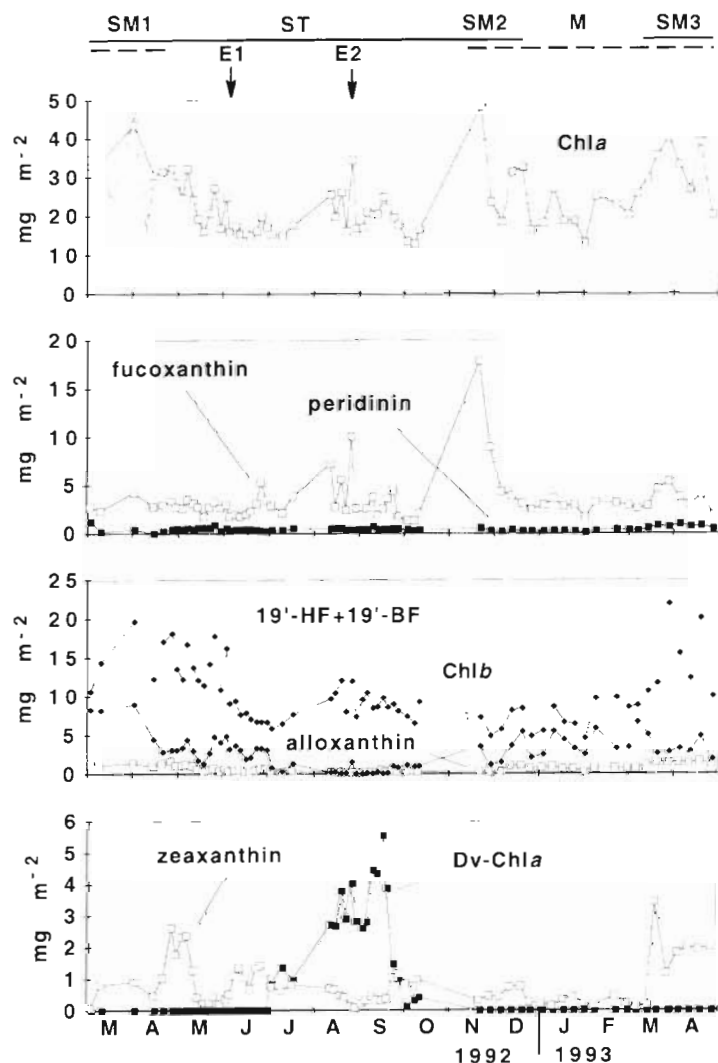 SM1 ST SM2 M SM3
E1 E2
50
40
30
20
10
0
mg m-2
Chla
20
15
10
5
0
mg m-2
fucoxanthin
peridinin
25
20
15
10
5
0
mg m-2
19'-HF+19'-BF
Chlb
alloxanthin
6
5
4
3
2
1
0
mg m-2
zeaxanthin
Dv-Chla
M A M J J A S O N D J F M A
1992 1993